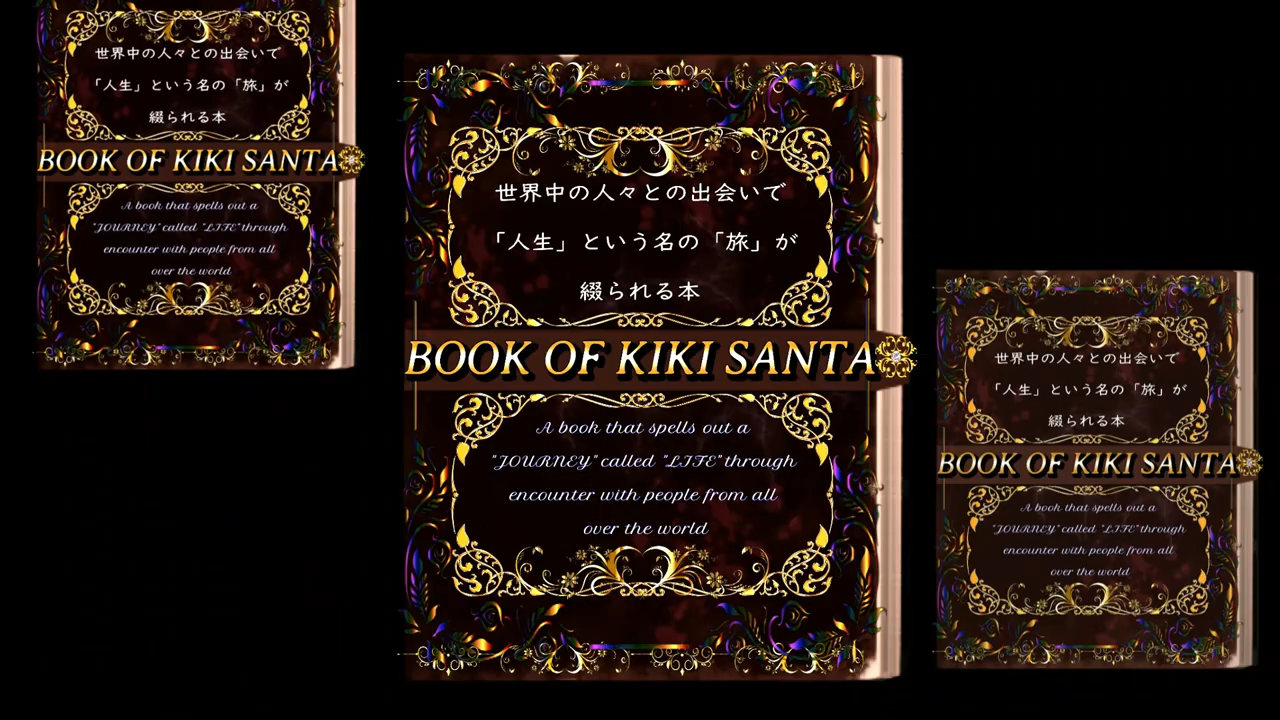 世界中の人々との出会いで
「人生」という名の「旅」が
綴られる本
BOOK OF KIKI SANTA
A book that spells out a
"JOURNEY" called "LIFE" through
encounter with people from all
over the world
世界中の人々との出会いで
「人生」という名の「旅」が
綴られる本
BOOK OF KIKI SANTA
A book that spells out a
"JOURNEY" called "LIFE" through
encounter with people from all
over the world
世界中の人々との出会いで
「人生」という名の「旅」が
綴られる本
BOOK OF KIKI SANTA
A book that spells out a
"JOURNEY" called "LIFE" through
encounter with people from all
over the world